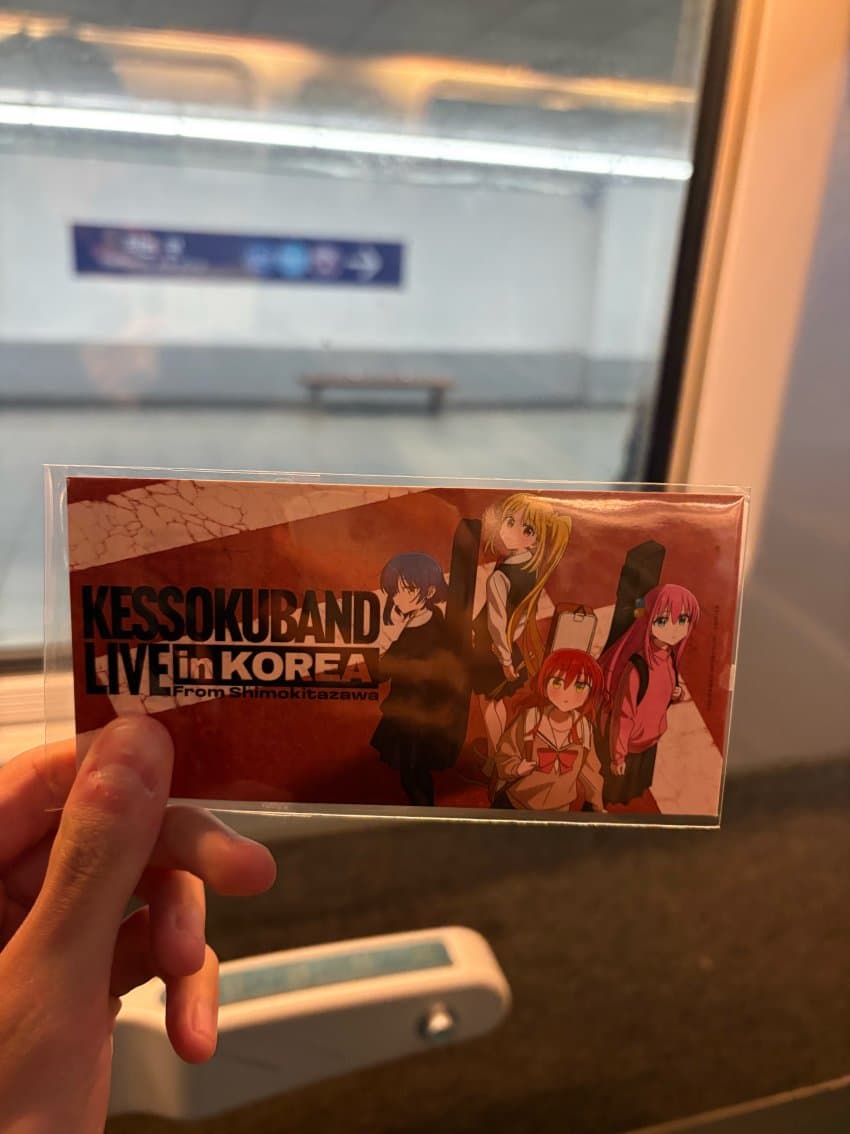 KESSOKUBAND
LIVE in KOREA
From Shimokitazawa